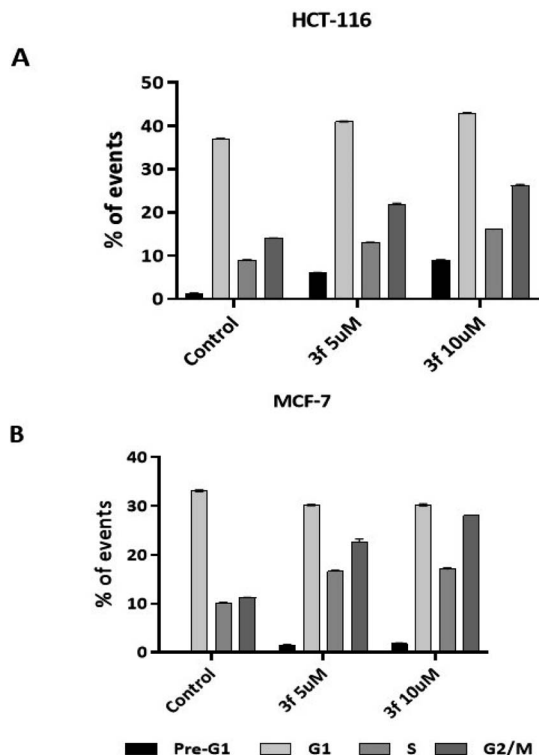 HCT-116
A
% of events
50
40
30
20
10
0
Control
3f 5uM
3f 10uM
MCF-7
B
% of events
40
30
20
10
0
Control
3f 5uM
3f 10uM
Pre-G1 G1 S G2/M